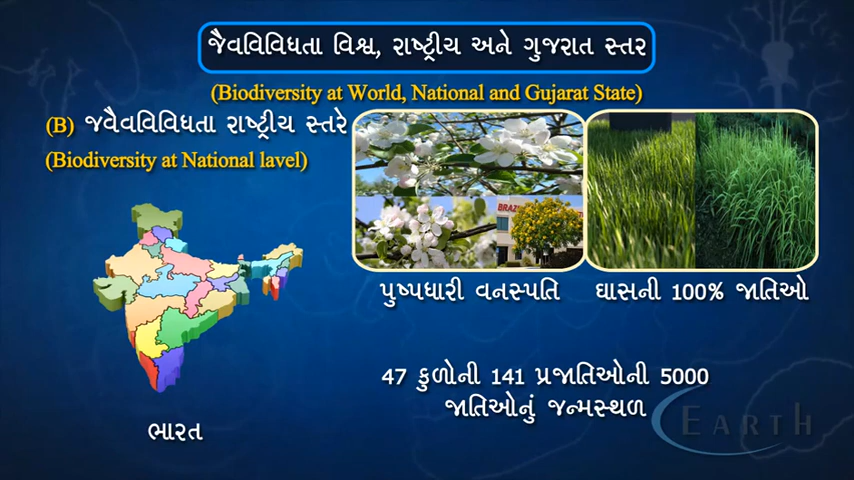 જૈવવિવિધતા વિશ્વ, રાષ્ટ્રીય અને ગુજરાત સ્તર
(Biodiversity at World, National and Gujarat State)
(B) જવૈવવિવિધતા રાષ્ટ્રીય સ્તરે
(Biodiversity at National lavel)
BRAZ
પુષ્પધારી વનસ્પતિ
ઘાસની 100% જાતિઓ
47 કુળોની 141 પ્રજાતિઓની 5000
જાતિઓનું જન્મસ્થળ
ભારત
EARTH